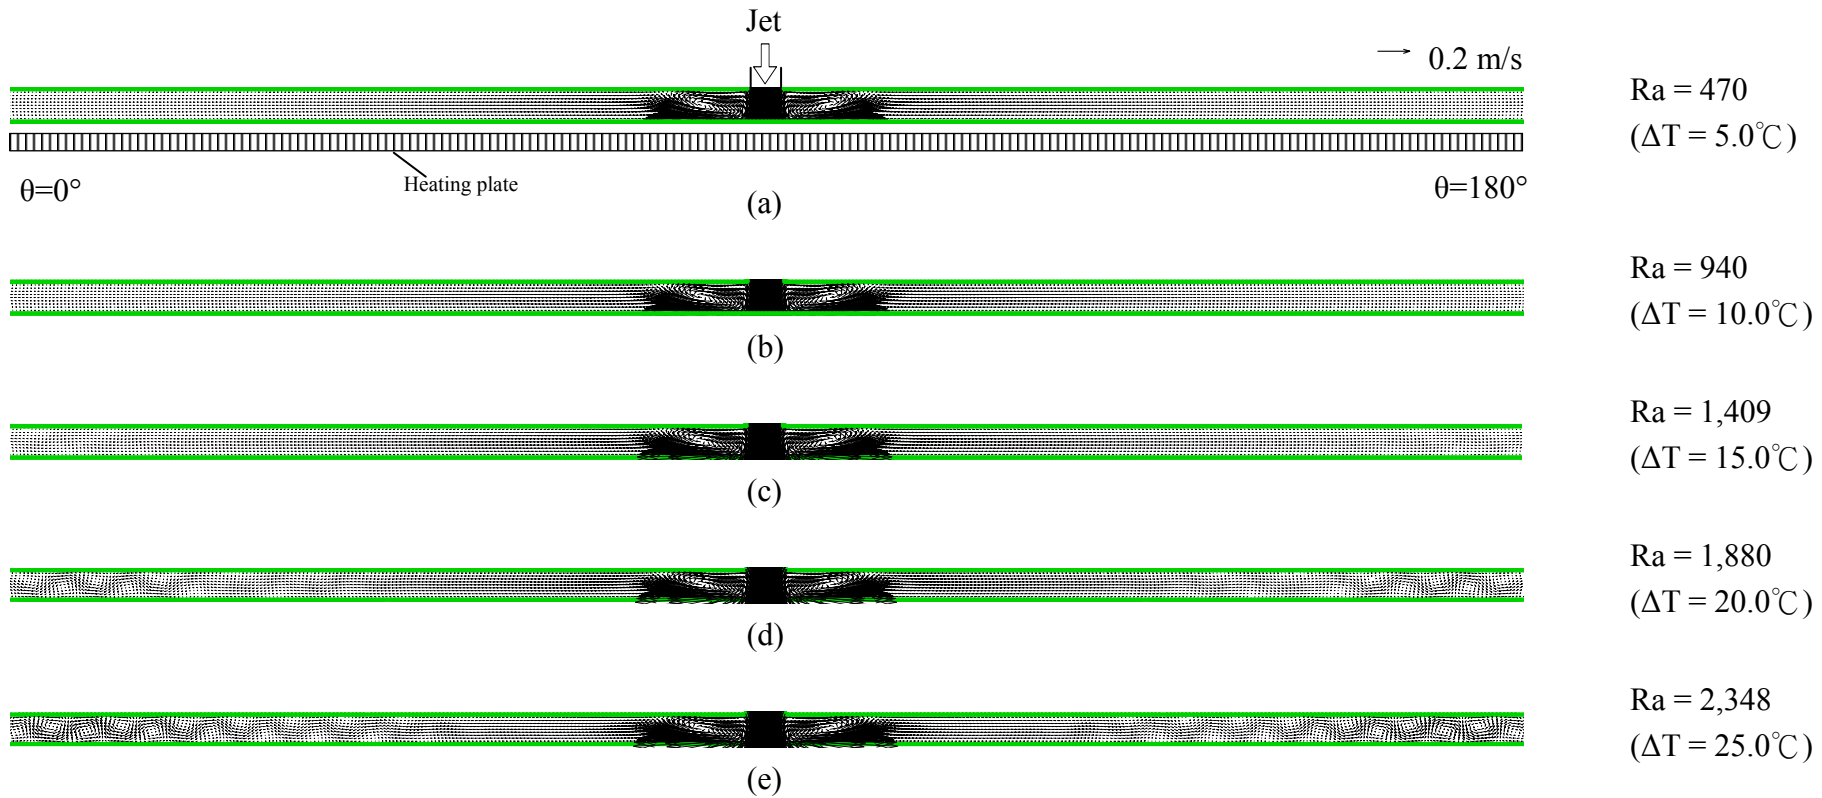 Jet
0.2 m/s
Ra = 470
(ΔT = 5.0℃)
Heating plate
θ=0°
θ=180°
(a)
Ra = 940
(ΔT = 10.0℃)
(b)
Ra = 1,409
(ΔT = 15.0℃)
(c)
Ra = 1,880
(ΔT = 20.0℃)
(d)
Ra = 2,348
(ΔT = 25.0℃)
(e)